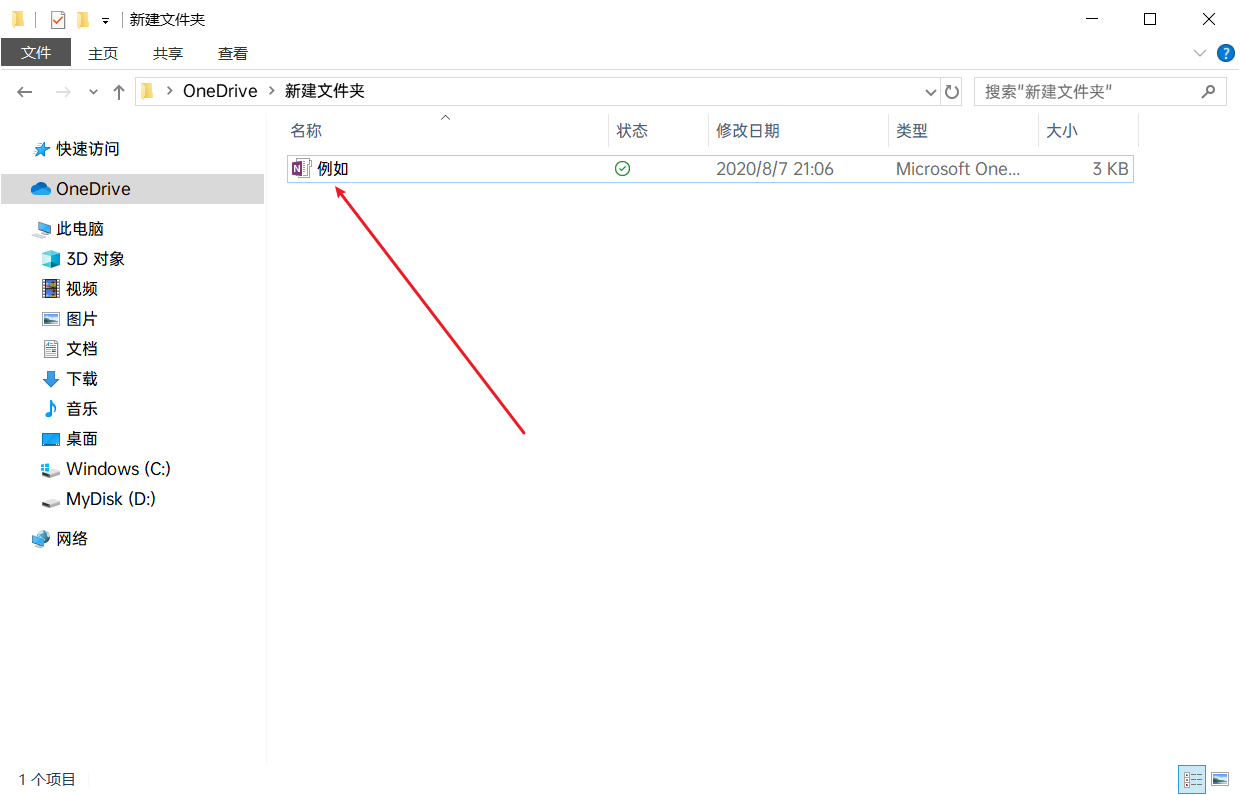 新建文件夹
文件 主页 共享 查看
OneDrive 新建文件夹 搜索"新建文件夹"
名称 状态 修改日期 类型 大小
例如 2020/8/7 21:06 Microsoft One... 3 KB
快速访问
OneDrive
此电脑
3D 对象
视频
图片
文档
下载
音乐
桌面
Windows (C:)
MyDisk (D:)
网络
1 个项目